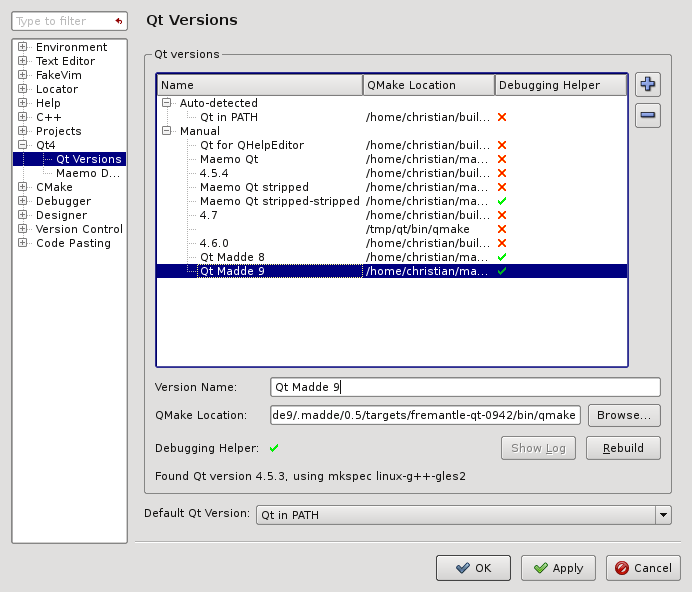 Type to filter
Qt Versions
Environment
Text Editor
FakeVim
Locator
Help
C++
Projects
Qt4
Qt Versions
Maemo D...
CMake
Debugger
Designer
Version Control
Code Pasting
Qt versions
Name QMake Location Debugging Helper
Auto-detected
Qt in PATH /home/christian/buil...
Manual
Qt for QHelpEditor /home/christian/buil...
Maemo Qt /home/christian/ma...
4.5.4 /home/christian/buil...
Maemo Qt stripped /home/christian/ma...
Maemo Qt stripped-stripped /home/christian/ma...
4.7 /home/christian/buil...
/tmp/qt/bin/qmake
4.6.0 /home/christian/buil...
Qt Madde 8 /home/christian/ma...
Qt Madde 9 /home/christian/ma...
Version Name: Qt Madde 9
QMake Location: de9/.madde/0.5/targets/fremantle-qt-0942/bin/qmake Browse...
Debugging Helper: Show Log Rebuild
Found Qt version 4.5.3, using mkspec linux-g++-gles2
Default Qt Version: Qt in PATH
OK Apply Cancel